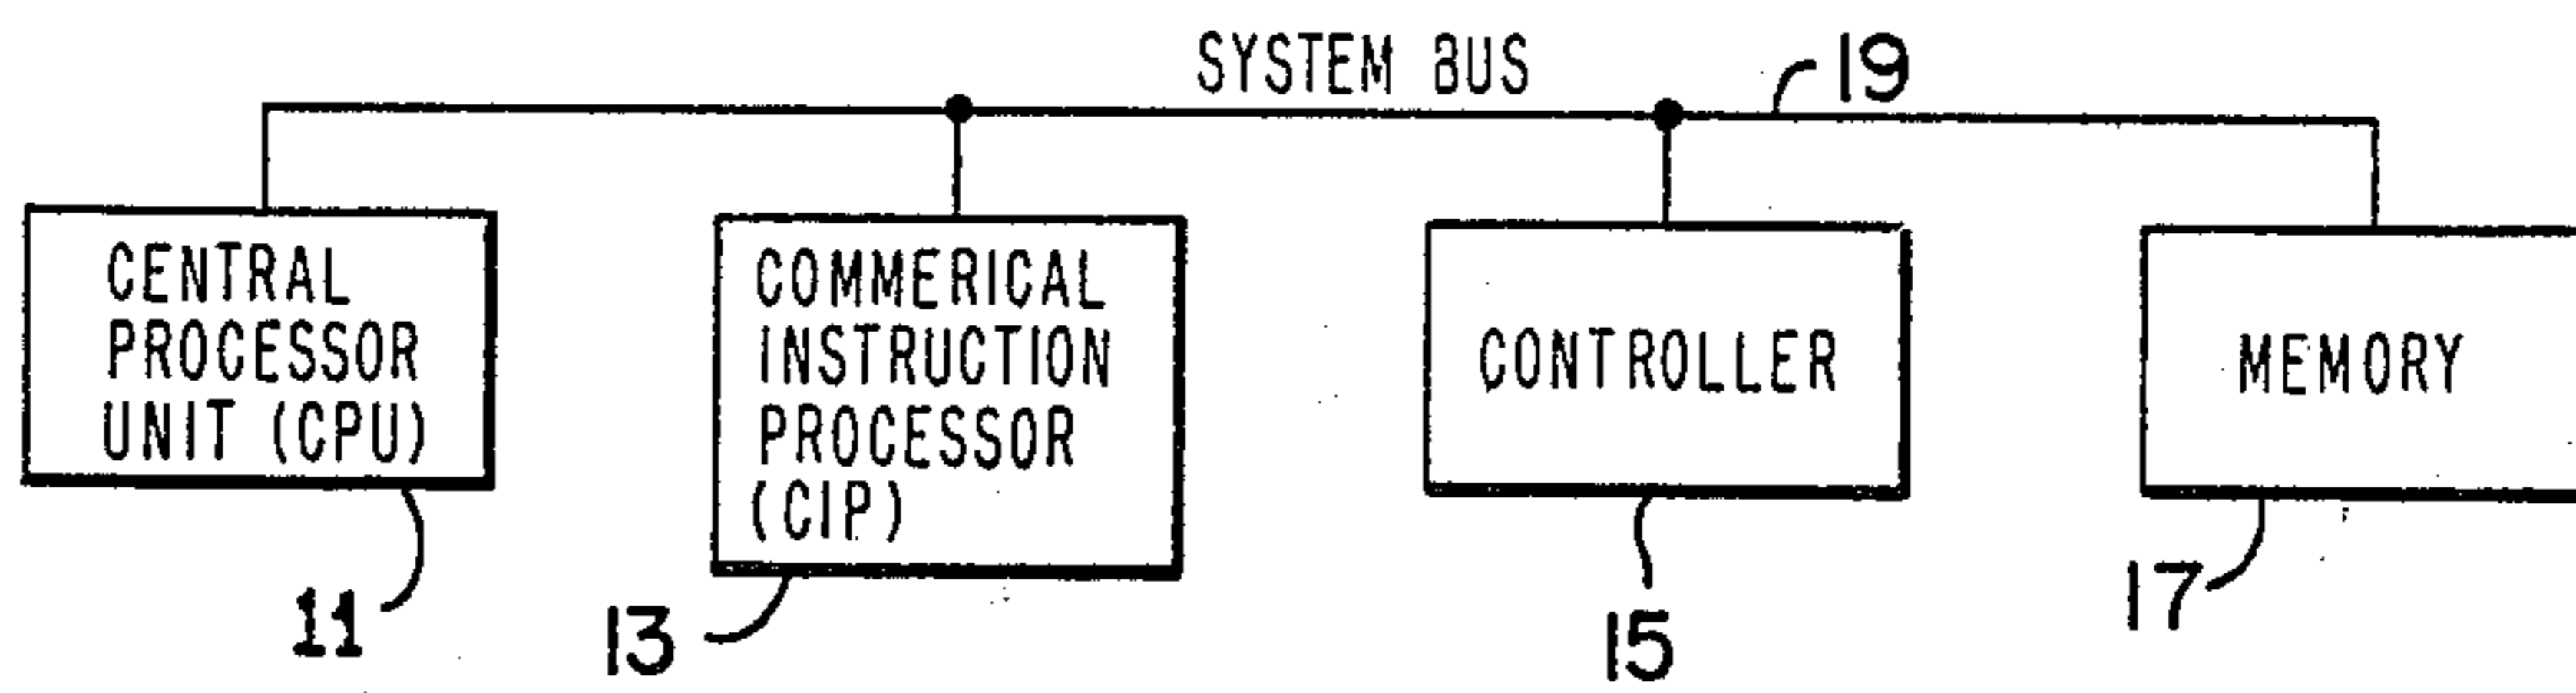 SYSTEM BUS
19
CENTRAL
PROCESSOR
UNIT (CPU)
11
COMMERICAL
INSTRUCTION
PROCESSOR
(CIP)
13
CONTROLLER
15
MEMORY
17